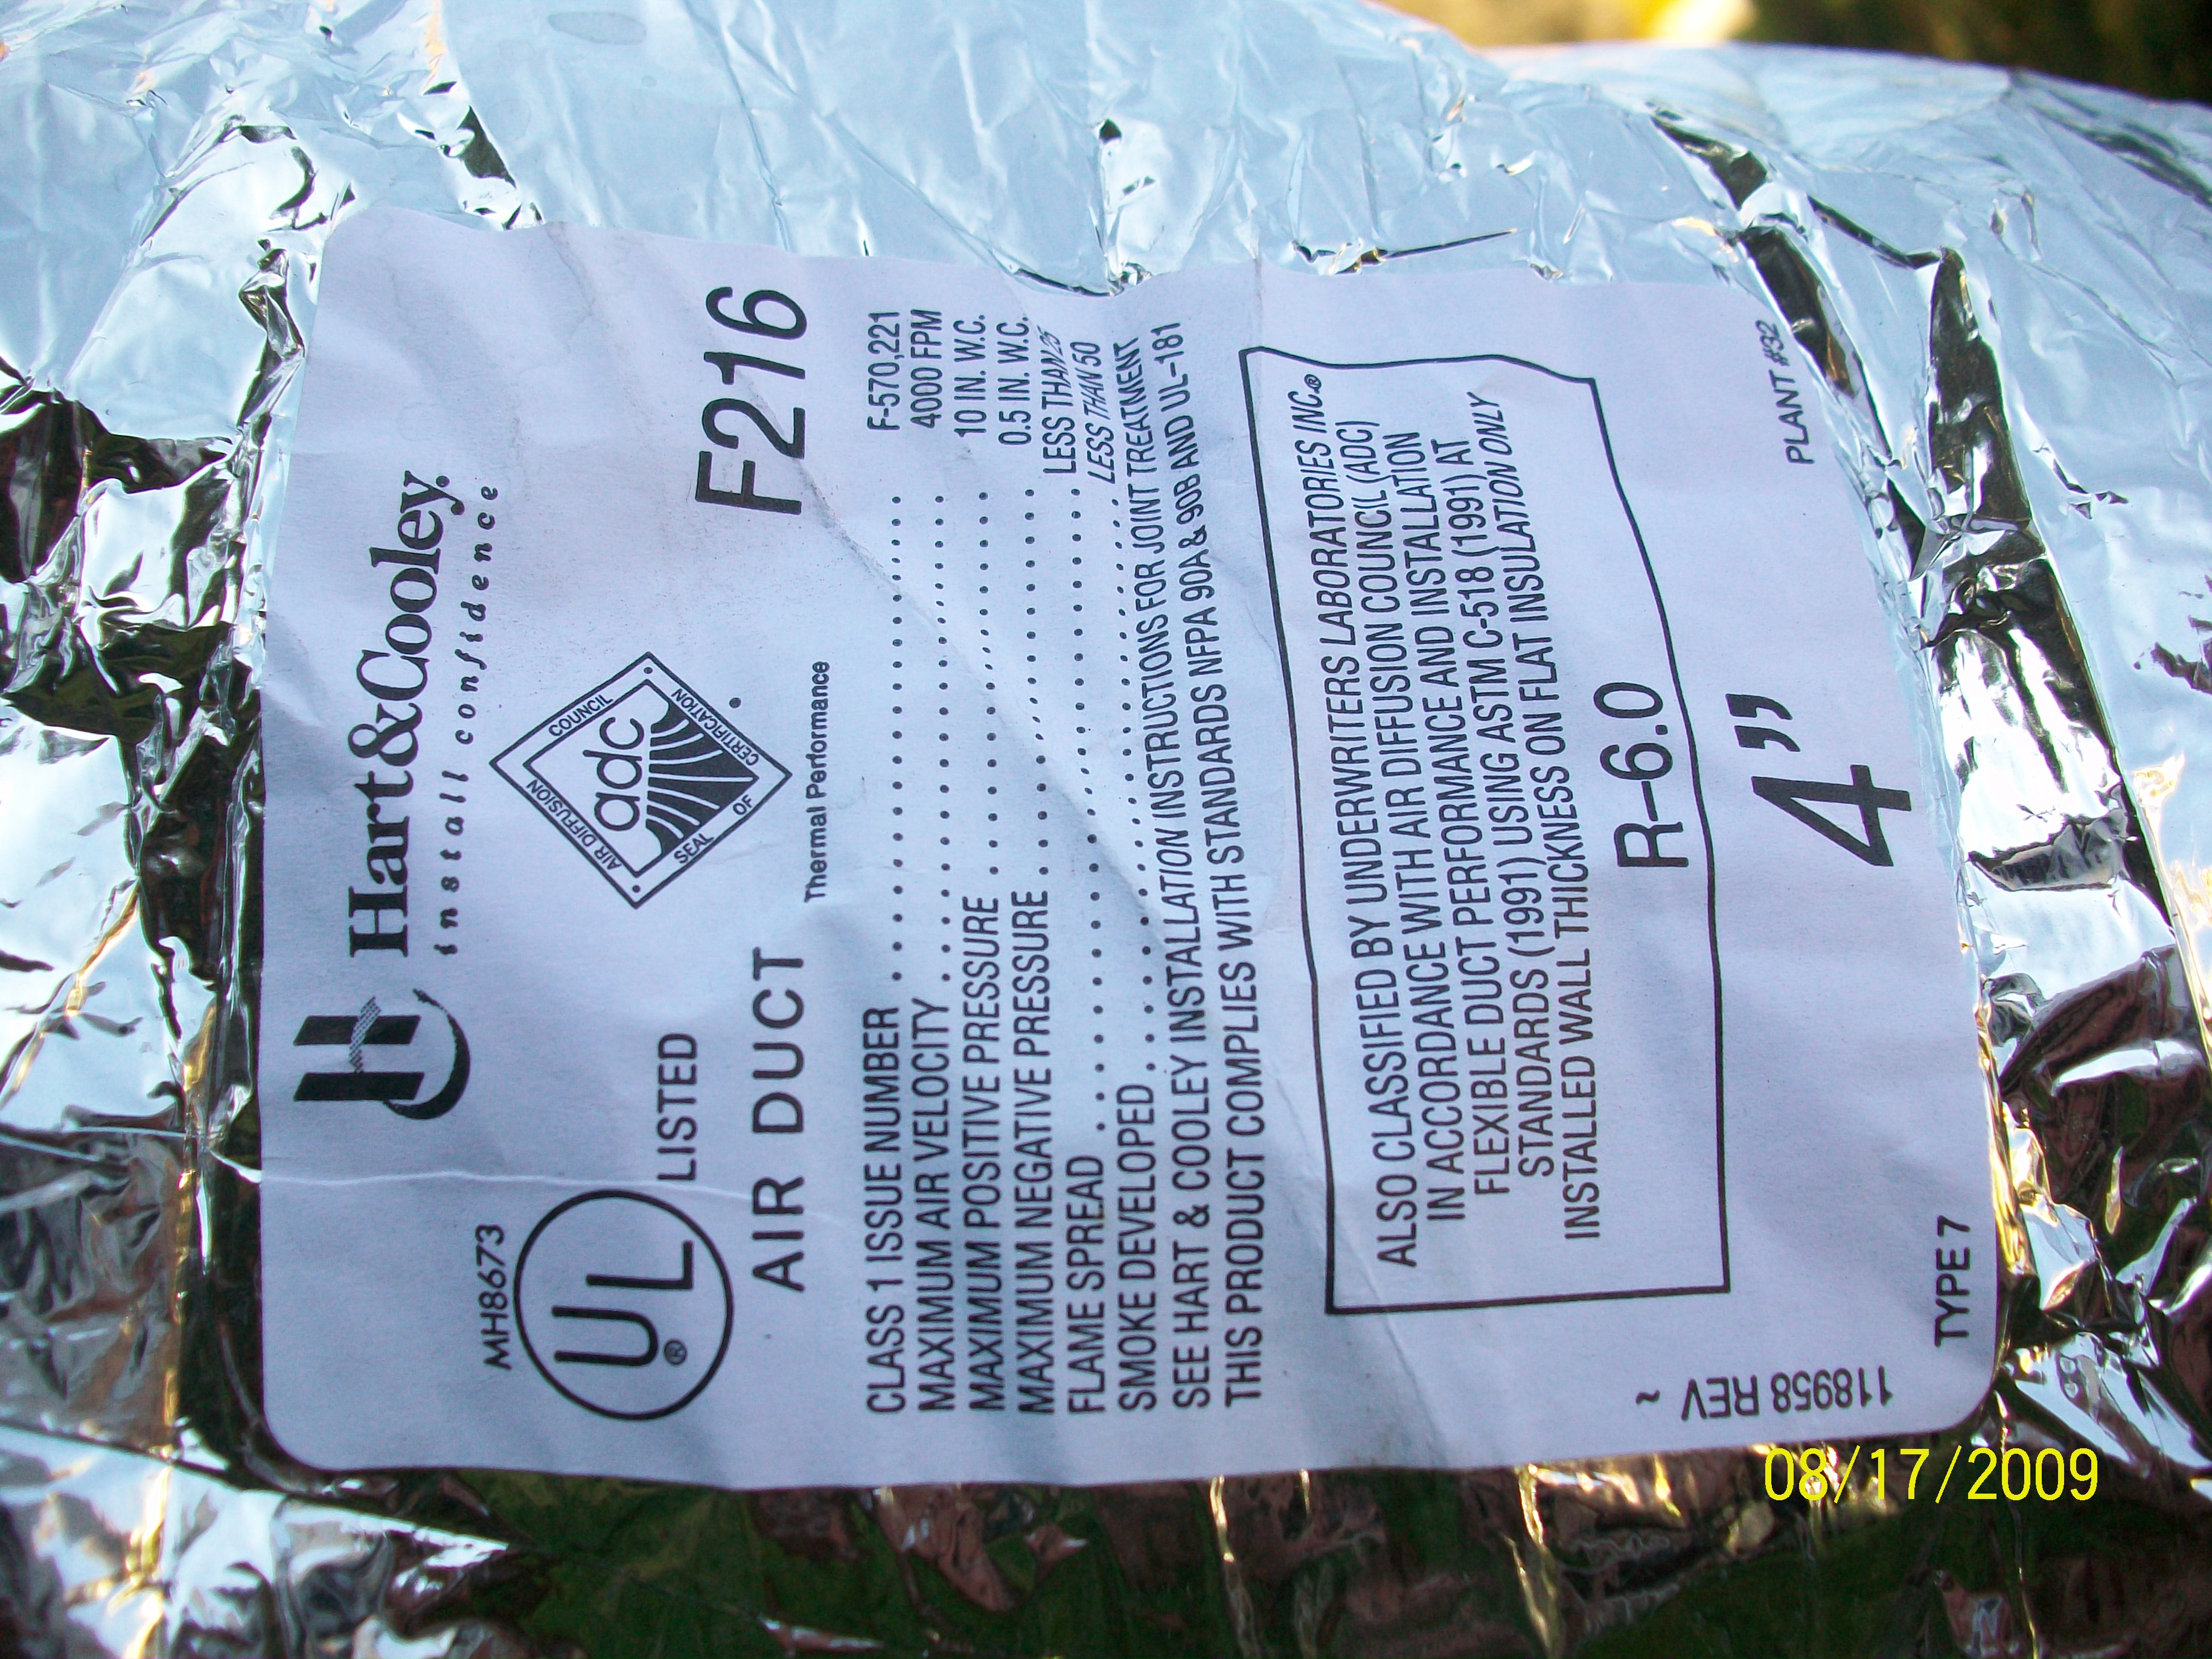 Hart&Cooley.
install confidence
MH8673
UL ®
LISTED
AIR DIFFUSION COUNCIL
adc
SEAL OF CERTIFICATION
AIR DUCT
Thermal Performance
F216
CLASS 1 ISSUE NUMBER . . . . . . . . . . . . . . . . . . . . F-570,221
MAXIMUM AIR VELOCITY . . . . . . . . . . . . . . . . . . . . 4000 FPM
MAXIMUM POSITIVE PRESSURE . . . . . . . . . . . . . . . . 10 IN. W.C.
MAXIMUM NEGATIVE PRESSURE . . . . . . . . . . . . . . . . 0.5 IN. W.C.
FLAME SPREAD . . . . . . . . . . . . . . . . . . . . . . . . LESS THAN 25
SMOKE DEVELOPED . . . . . . . . . . . . . . . . . . . . . . LESS THAN 50
SEE HART & COOLEY INSTALLATION INSTRUCTIONS FOR JOINT TREATMENT
THIS PRODUCT COMPLIES WITH STANDARDS NFPA 90A & 90B AND UL-181
ALSO CLASSIFIED BY UNDERWRITERS LABORATORIES INC.®
IN ACCORDANCE WITH AIR DIFFUSION COUNCIL (ADC)
FLEXIBLE DUCT PERFORMANCE AND INSTALLATION
STANDARDS (1991) USING ASTM C-518 (1991) AT
INSTALLED WALL THICKNESS ON FLAT INSULATION ONLY
R-6.0
4"
PLANT #32
118958 REV ~
TYPE 7
08/17/2009